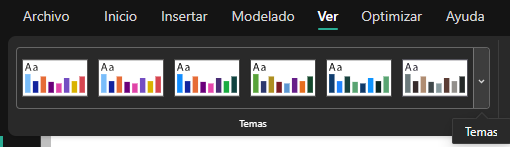 Archivo Inicio Insertar Modelado Ver Optimizar Ayuda
Aa Aa Aa Aa Aa Aa
Temas
Temas